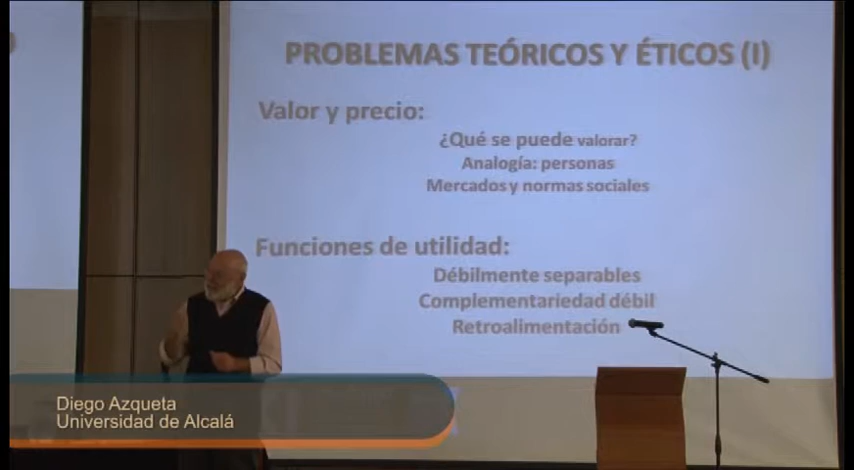 PROBLEMAS TEÓRICOS Y ÉTICOS (I)
Valor y precio:
¿Qué se puede valorar?
Analogía: personas
Mercados y normas sociales
Funciones de utilidad:
Débilmente separables
Complementariedad débil
Retroalimentación
Diego Azqueta
Universidad de Alcalá